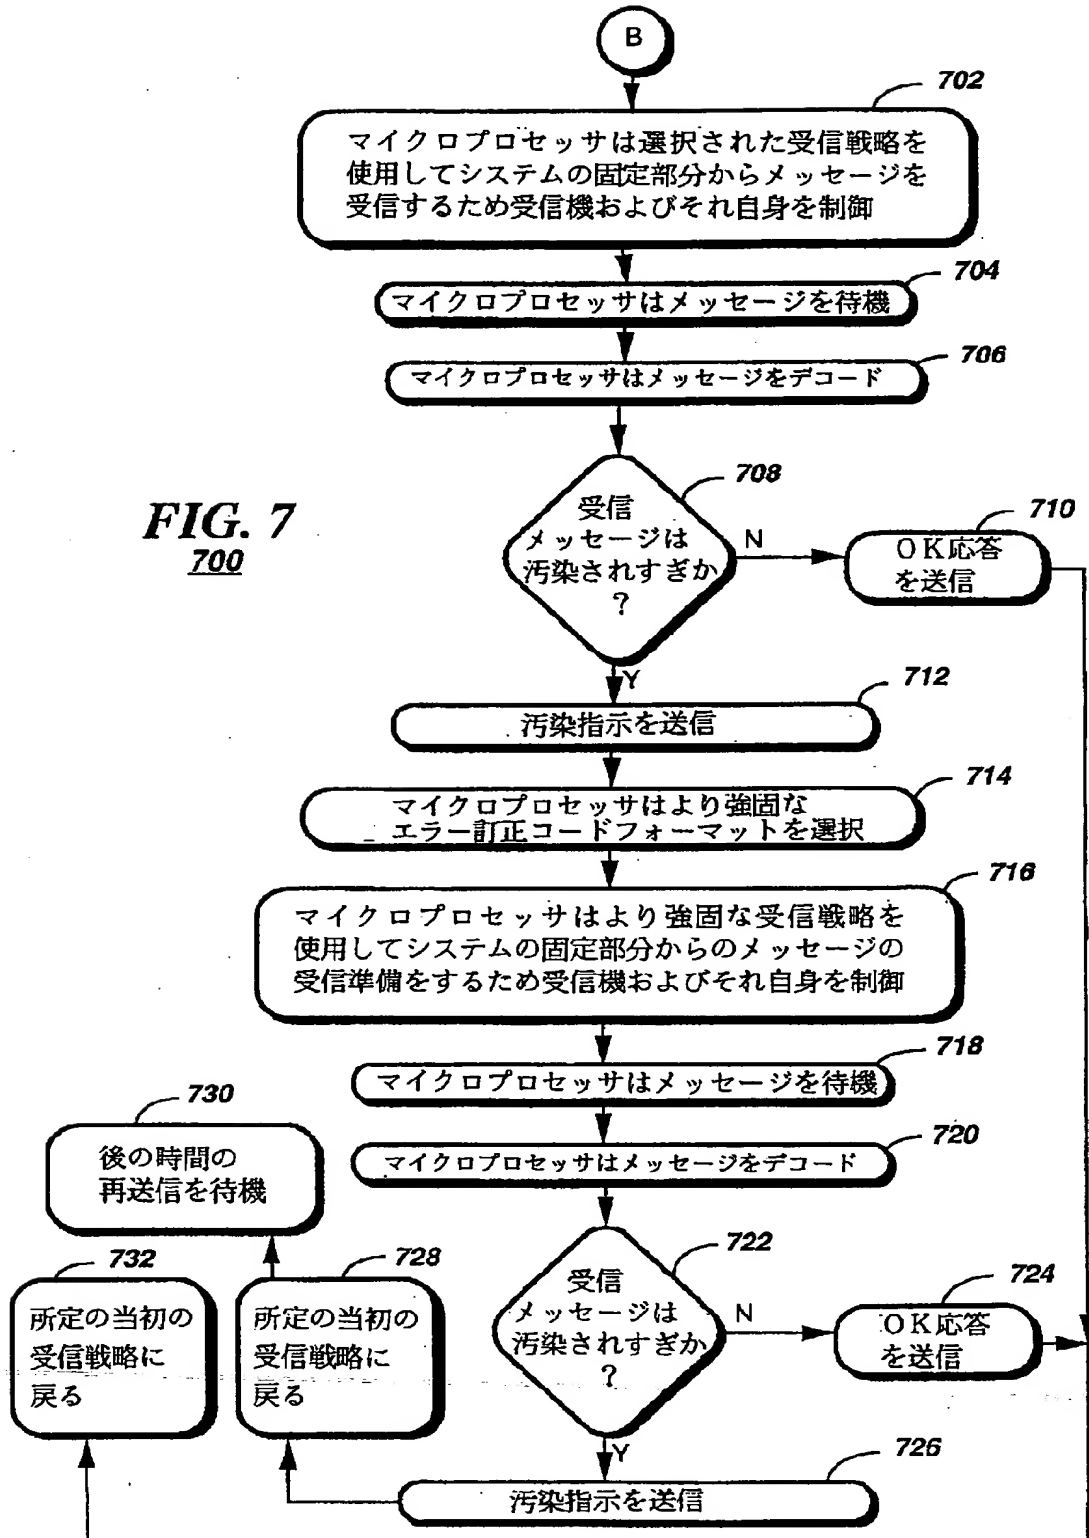 B
702
マイクロプロセッサは選択された受信戦略を
使用してシステムの固定部分からメッセージを
受信するため受信機およびそれ自身を制御
704
マイクロプロセッサはメッセージを待機
706
マイクロプロセッサはメッセージをデコード
FIG. 7
700
708
受信
メッセージは
汚染されすぎか
?
N
710
OK応答
を送信
Y
712
汚染指示を送信
714
マイクロプロセッサはより強固な
エラー訂正コードフォーマットを選択
716
マイクロプロセッサはより強固な受信戦略を
使用してシステムの固定部分からのメッセージの
受信準備をするため受信機およびそれ自身を制御
718
マイクロプロセッサはメッセージを待機
720
マイクロプロセッサはメッセージをデコード
730
後の時間の
再送信を待機
722
受信
メッセージは
汚染されすぎか
?
N
724
OK応答
を送信
732
所定の当初の
受信戦略に
戻る
728
所定の当初の
受信戦略に
戻る
Y
726
汚染指示を送信